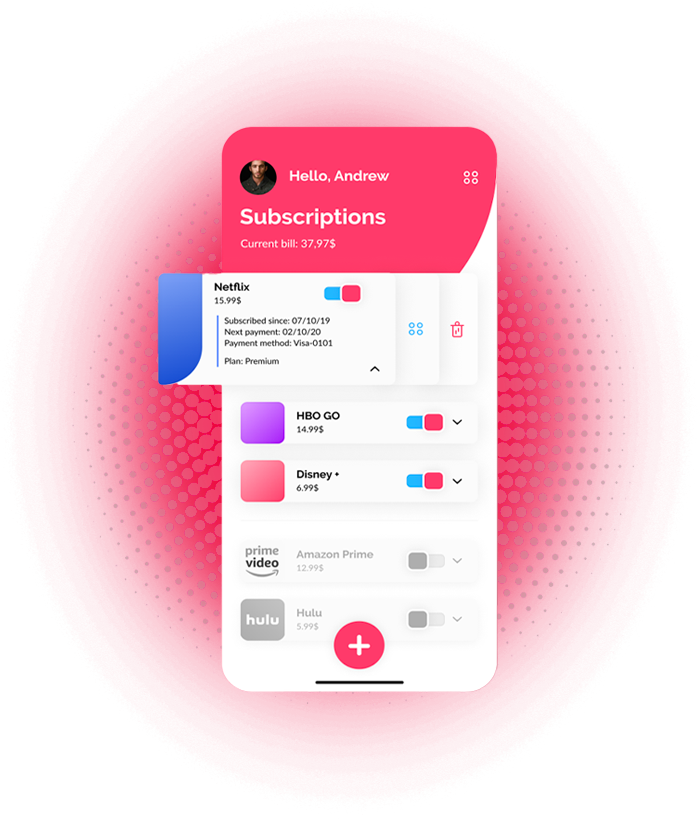 Hello, Andrew
Subscriptions
Current bill: 37,97$
Netflix
15.99$
Subscribed since: 07/10/19
Next payment: 02/10/20
Payment method: Visa-0101
Plan: Premium
HBO GO
14.99$
Disney +
6.99$
prime
video
Amazon Prime
12.99$
hulu
Hulu
5.99$